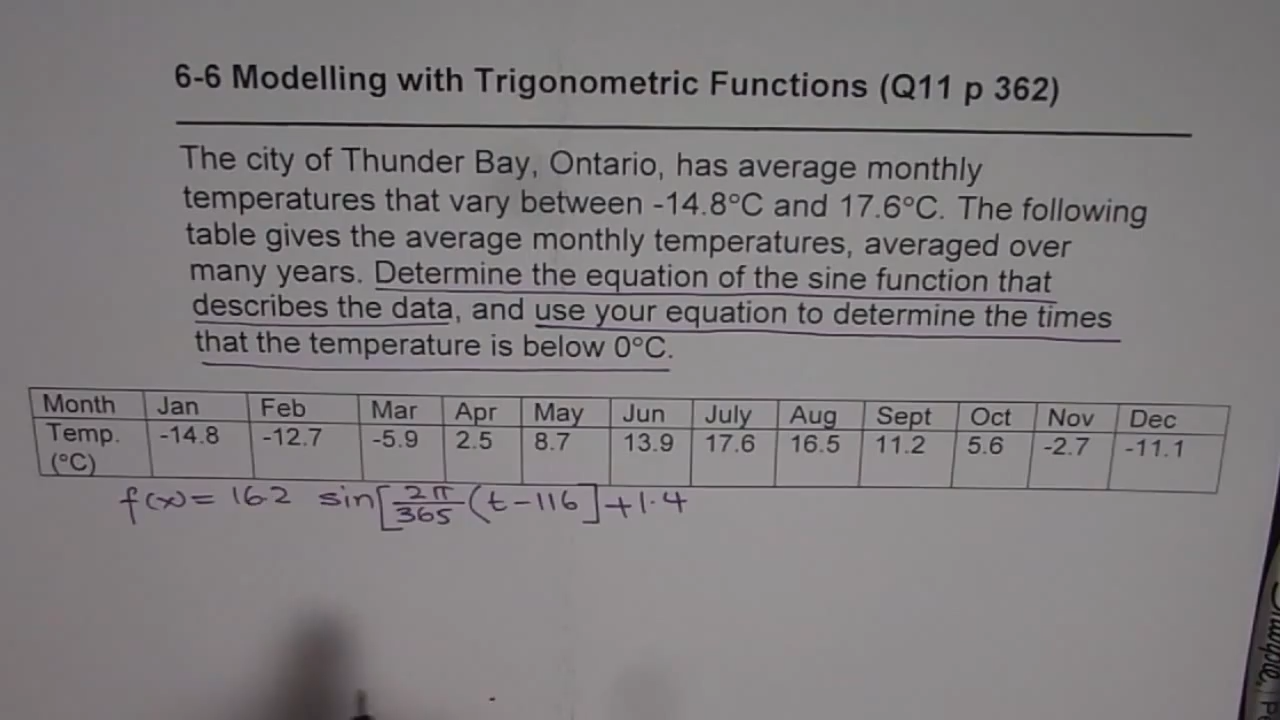 6-6 Modelling with Trigonometric Functions (Q11 p 362)
The city of Thunder Bay, Ontario, has average monthly
temperatures that vary between -14.8°C and 17.6°C. The following
table gives the average monthly temperatures, averaged over
many years. Determine the equation of the sine function that
describes the data, and use your equation to determine the times
that the temperature is below 0°C.
Month Jan Feb Mar Apr May Jun July Aug Sept Oct Nov Dec
Temp. (°C) -14.8 -12.7 -5.9 2.5 8.7 13.9 17.6 16.5 11.2 5.6 -2.7 -11.1
f(x) = 16.2 sin[2π/365 (t-116] + 1.4